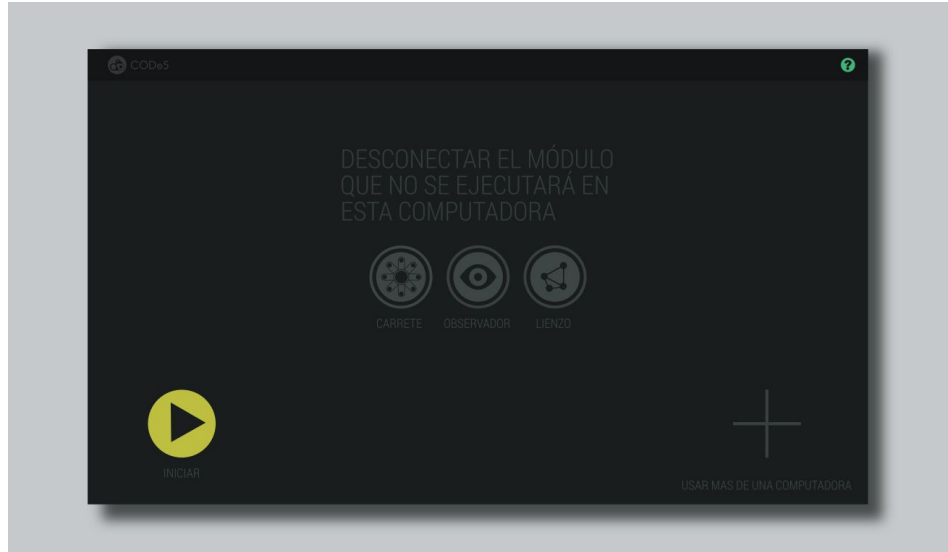 CODe5
?
DESCONECTAR EL MÓDULO
QUE NO SE EJECUTARÁ EN
ESTA COMPUTADORA
CARRETE OBSERVADOR LIENZO
INICIAR
USAR MAS DE UNA COMPUTADORA